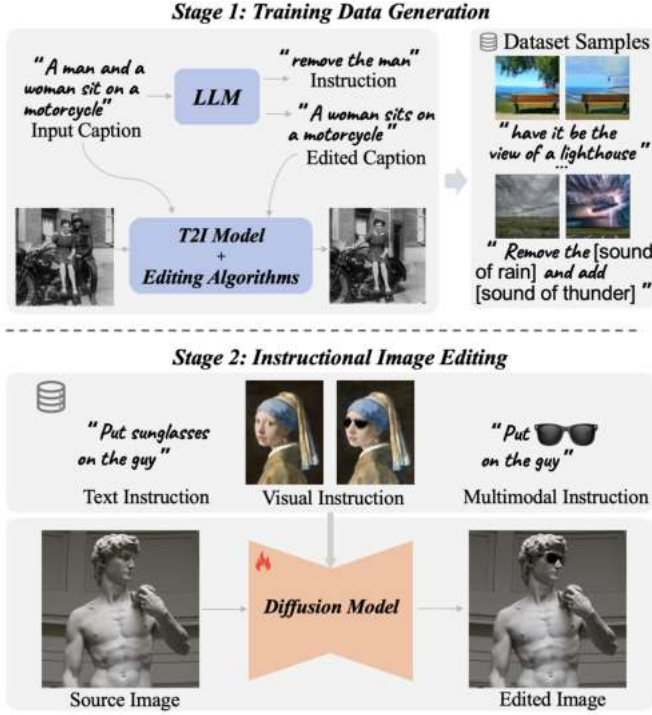 Stage 1: Training Data Generation
"A man and a
woman sit on a
motorcycle"
Input Caption
LLM
"remove the man"
Instruction
"A woman sits on
a motorcycle"
Edited Caption
T2I Model
+
Editing Algorithms
Dataset Samples
"have it be the
view of a lighthouse"
...
"Remove the [sound
of rain] and add
[sound of thunder]"
Stage 2: Instructional Image Editing
"Put sunglasses
on the guy"
Text Instruction
Visual Instruction
"Put
on the guy"
Multimodal Instruction
Diffusion Model
Source Image
Edited Image